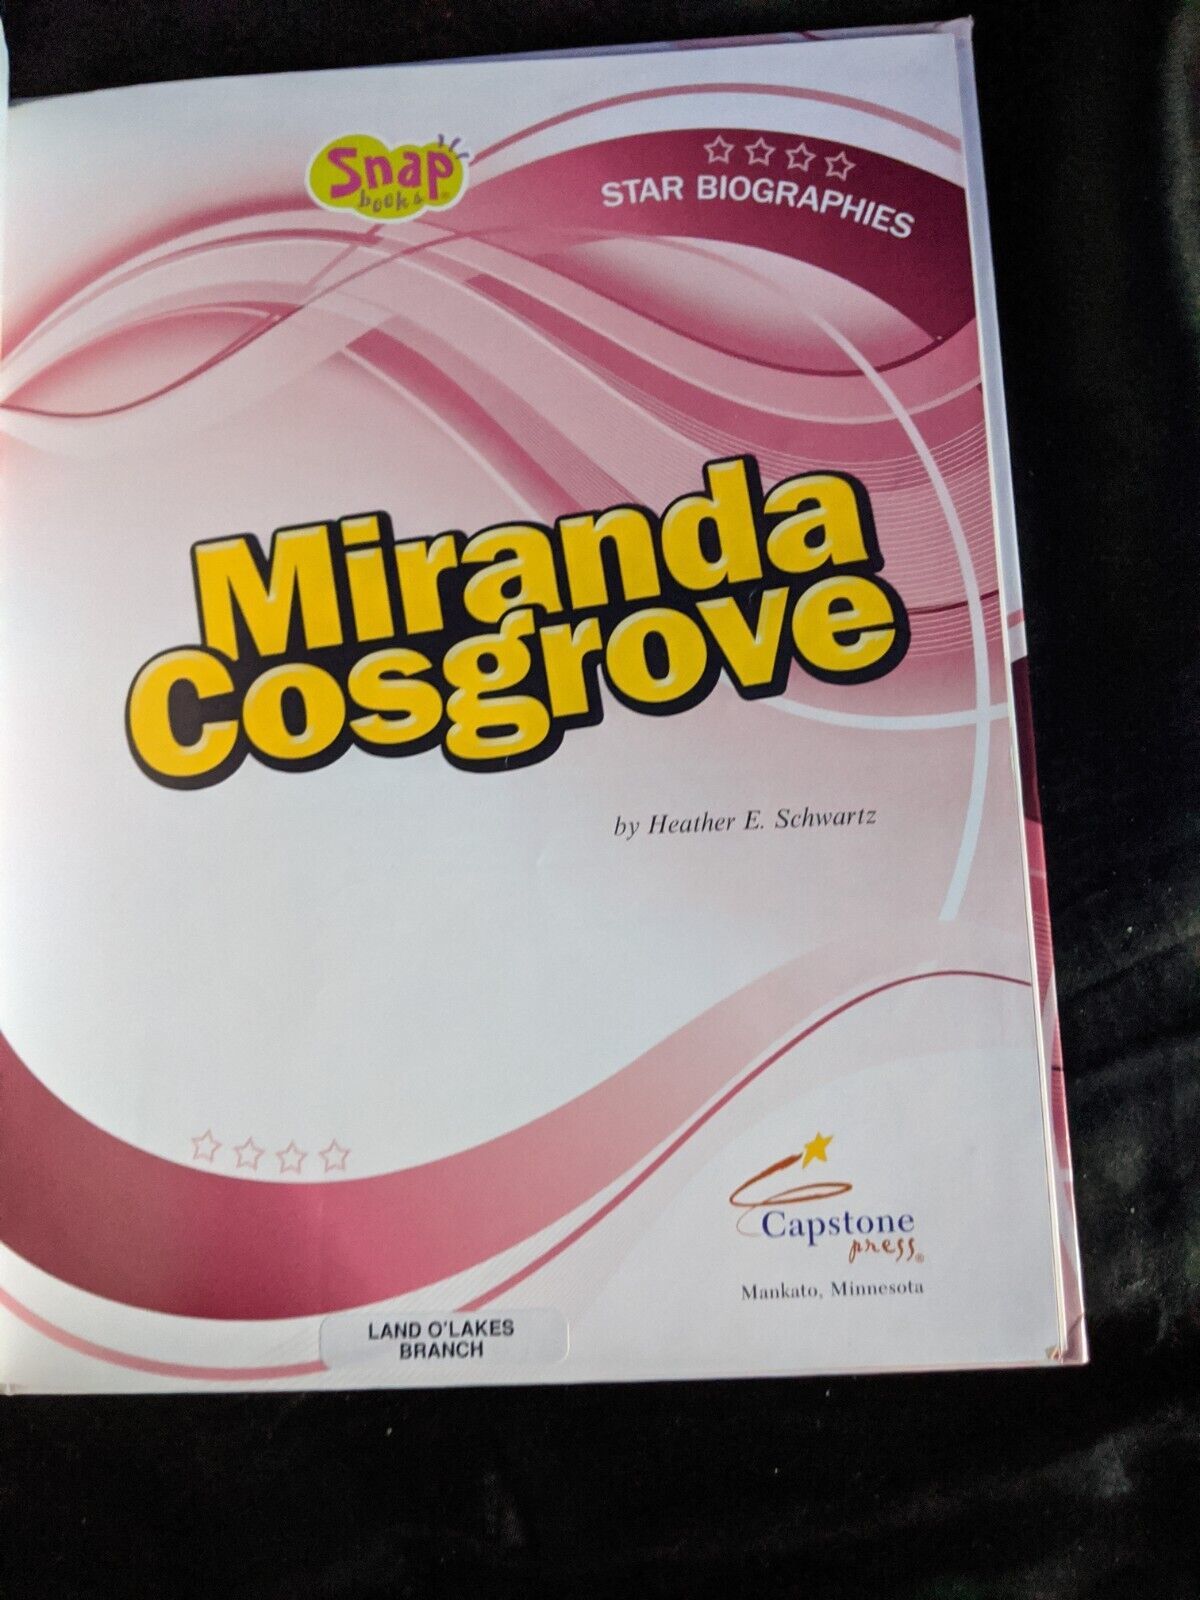 Snap
books®
STAR BIOGRAPHIES
Miranda
Cosgrove
by Heather E. Schwartz
Capstone
press®
Mankato, Minnesota
LAND O'LAKES
BRANCH